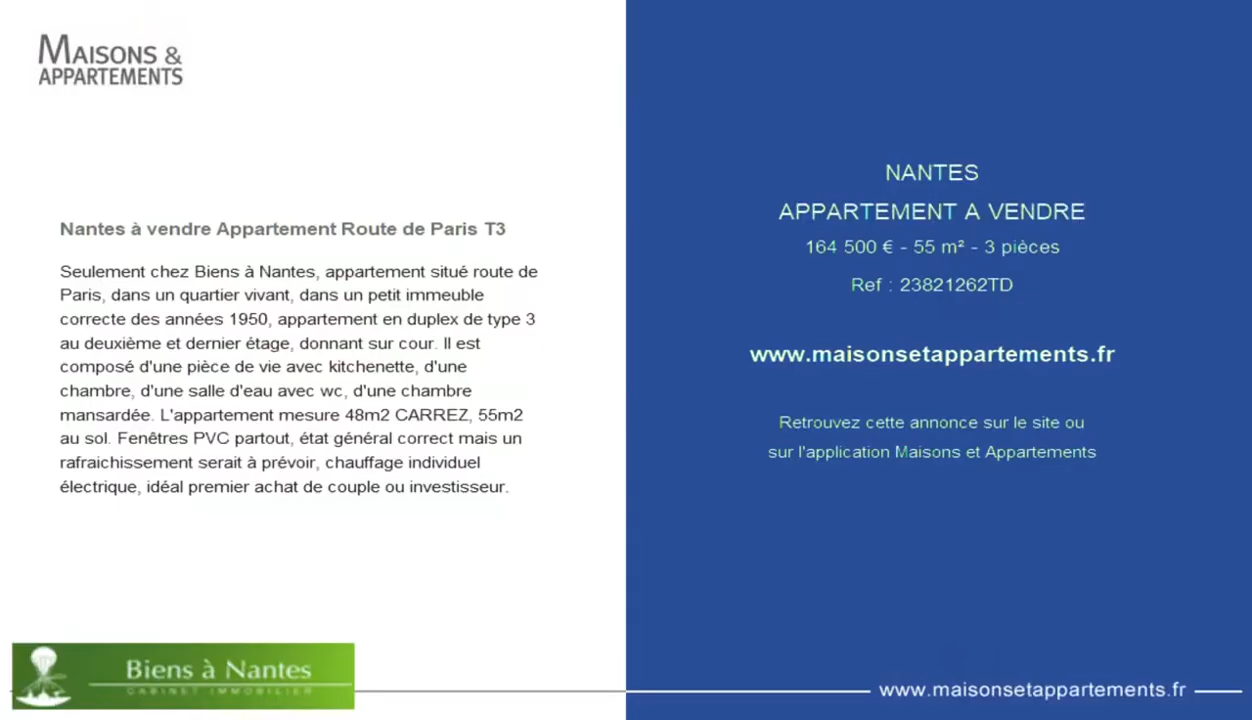 MAISONS &
APPARTEMENTS
Nantes à vendre Appartement Route de Paris T3
Seulement chez Biens à Nantes, appartement situé route de
Paris, dans un quartier vivant, dans un petit immeuble
correcte des années 1950, appartement en duplex de type 3
au deuxième et dernier étage, donnant sur cour. Il est
composé d'une pièce de vie avec kitchenette, d'une
chambre, d'une salle d'eau avec wc, d'une chambre
mansardée. L'appartement mesure 48m2 CARREZ, 55m2
au sol. Fenêtres PVC partout, état général correct mais un
rafraichissement serait à prévoir, chauffage individuel
électrique, idéal premier achat de couple ou investisseur.
Biens à Nantes
CABINET IMMOBILIER
NANTES
APPARTEMENT A VENDRE
164 500 € - 55 m² - 3 pièces
Ref : 23821262TD
www.maisonsetappartements.fr
Retrouvez cette annonce sur le site ou
sur l'application Maisons et Appartements
www.maisonsetappartements.fr